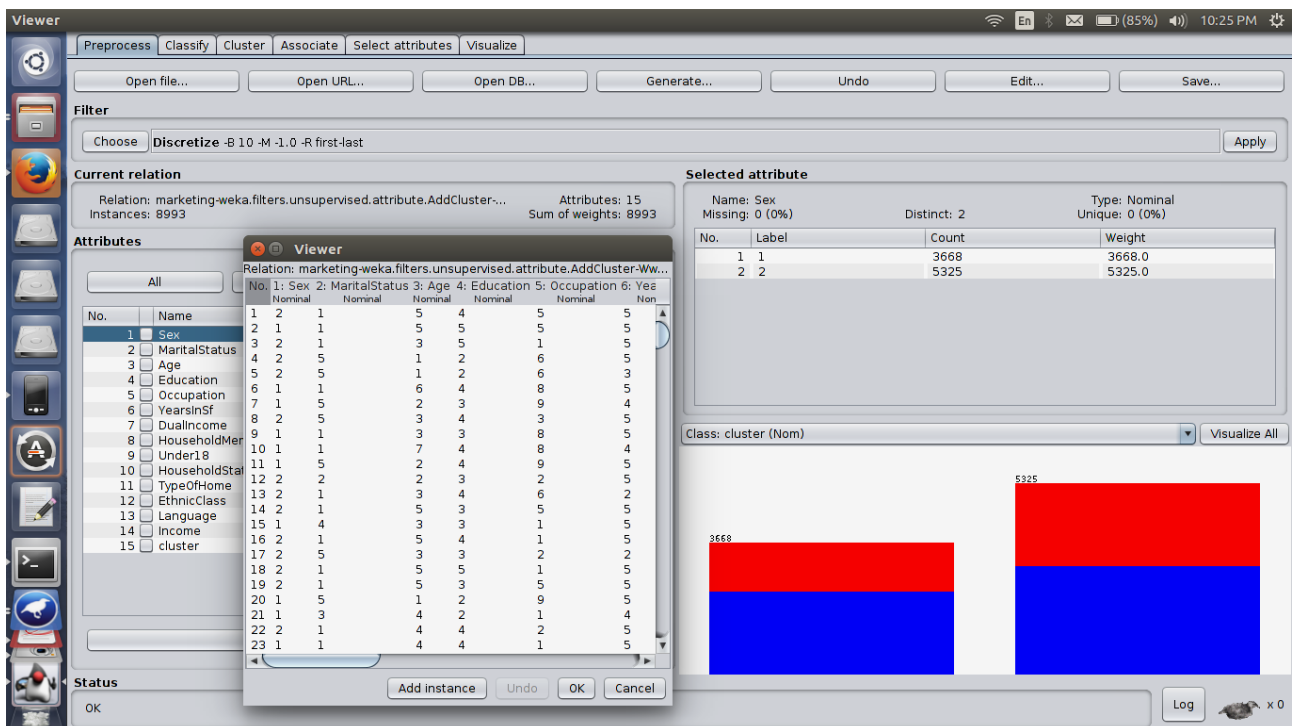 Viewer En (85%) 10:25 PM
Preprocess Classify Cluster Associate Select attributes Visualize
Open file... Open URL... Open DB... Generate... Undo Edit... Save...
Filter
Choose Discretize -B 10 -M -1.0 -R first-last Apply
Current relation
Relation: marketing-weka.filters.unsupervised.attribute.AddCluster-... Attributes: 15
Instances: 8993 Sum of weights: 8993
Attributes
All
No. Name
1 Sex
2 MaritalStatus
3 Age
4 Education
5 Occupation
6 YearsInSf
7 DualIncome
8 HouseholdMer
9 Under18
10 HouseholdStat
11 TypeOfHome
12 EthnicClass
13 Language
14 Income
15 cluster
Status
OK
Viewer
Relation: marketing-weka.filters.unsupervised.attribute.AddCluster-Ww...
No. 1: Sex 2: MaritalStatus 3: Age 4: Education 5: Occupation 6: Yea
Nominal Nominal Nominal Nominal Nominal Non
1 2 1 5 4 5 5
2 1 1 5 5 5 5
3 2 1 3 5 1 5
4 2 5 1 2 6 5
5 2 5 1 2 6 3
6 1 1 6 4 8 5
7 1 5 2 3 9 4
8 2 5 3 4 3 5
9 1 1 3 3 8 5
10 1 1 7 4 8 4
11 1 5 2 4 9 5
12 2 2 2 3 2 5
13 2 1 3 4 6 2
14 2 1 5 3 5 5
15 1 4 3 3 1 5
16 2 1 5 4 1 5
17 2 5 3 3 2 2
18 2 1 5 5 1 5
19 2 1 5 3 5 5
20 1 5 1 2 9 5
21 1 3 4 2 1 4
22 2 1 4 4 2 5
23 1 1 4 4 1 5
Add instance Undo OK Cancel
Selected attribute
Name: Sex Type: Nominal
Missing: 0 (0%) Distinct: 2 Unique: 0 (0%)
No. Label Count Weight
1 1 3668 3668.0
2 2 5325 5325.0
Class: cluster (Nom) Visualize All
5325
3668
Log x 0